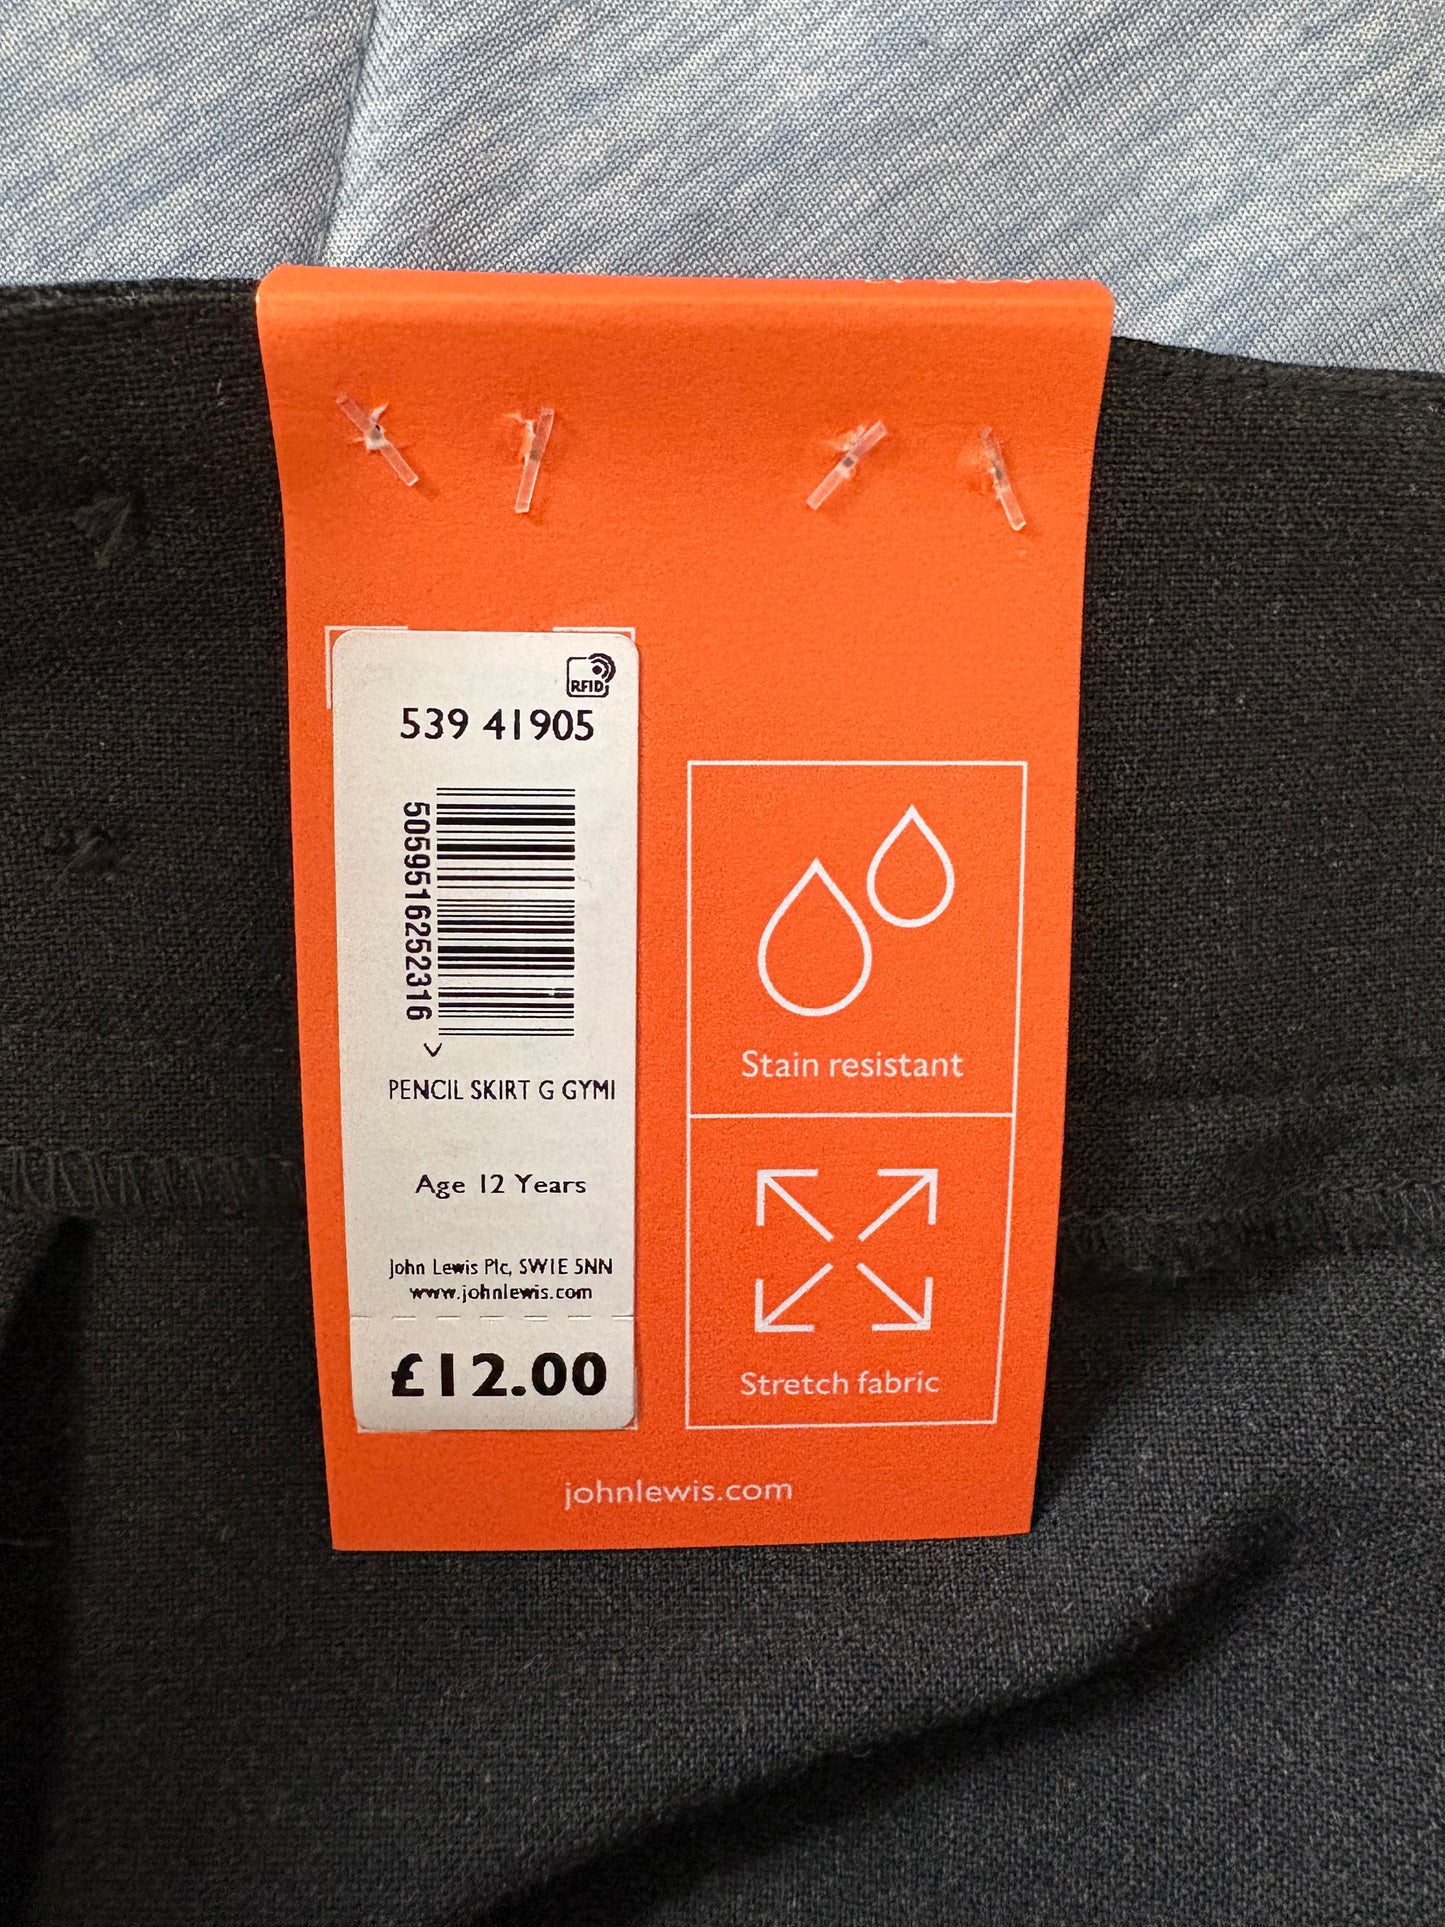 RFID
539 41905
5059516252316
PENCIL SKIRT G GYMI
Age 12 Years
John Lewis Plc, SW1E 5NN
www.johnlewis.com
£12.00
Stain resistant
Stretch fabric
johnlewis.com